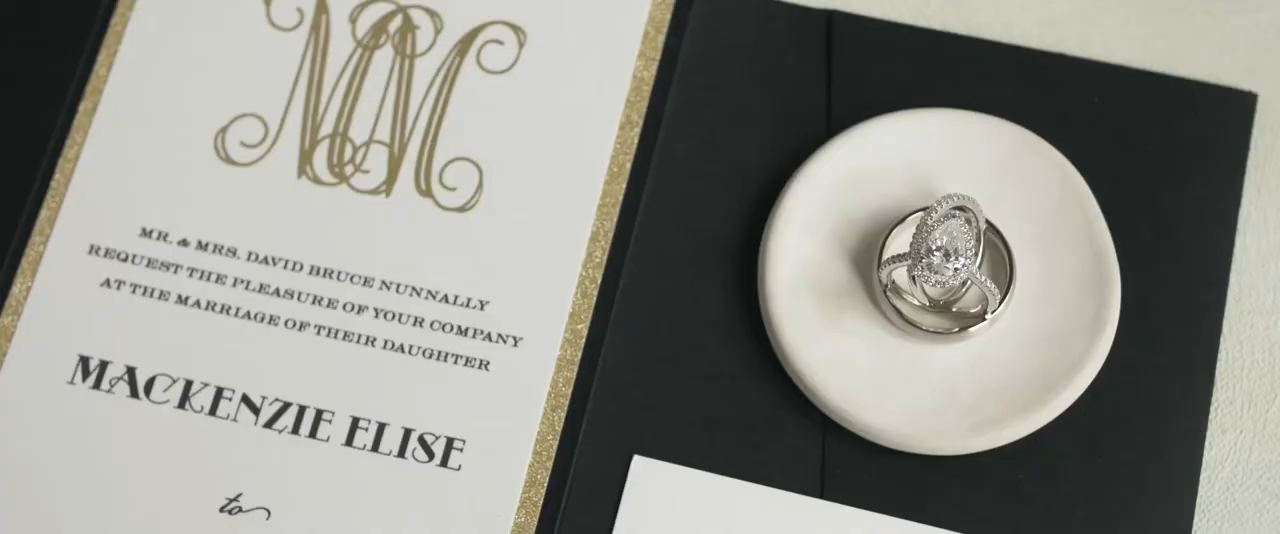 MR. & MRS. DAVID BRUCE NUNNALLY
REQUEST THE PLEASURE OF YOUR COMPANY
AT THE MARRIAGE OF THEIR DAUGHTER
MACKENZIE ELISE
to